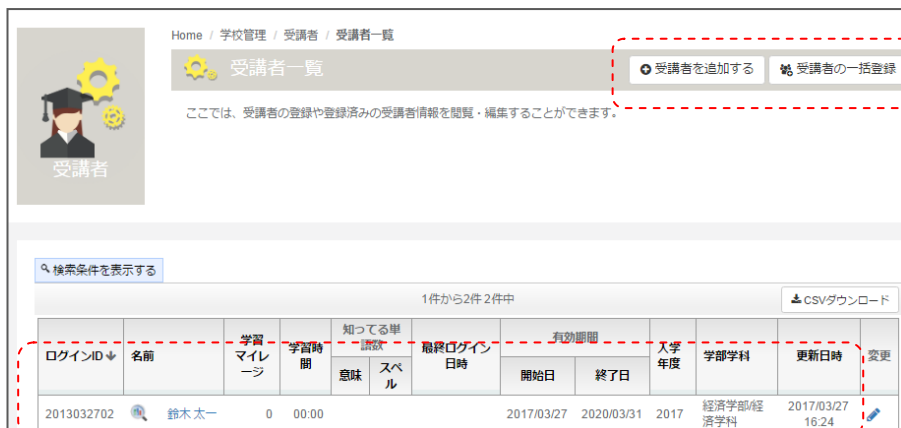 Home / 学校管理 / 受講者 / 受講者一覧
受講者一覧
受講者を追加する
受講者の一括登録
ここでは、受講者の登録や登録済みの受講者情報を閲覧・編集することができます。
受講者
検索条件を表示する
1件から2件 2件中
CSVダウンロード
ログインID
名前
学習
マイレ
ージ
学習時
間
知ってる単
語数
意味
スペ
ル
最終ログイン
日時
有効期間
開始日
終了日
入学
年度
学部学科
更新日時
変更
2013032702 鈴木 太一 0 00:00 2017/03/27 2020/03/31 2017
経済学部/経
済学科
2017/03/27
16:24